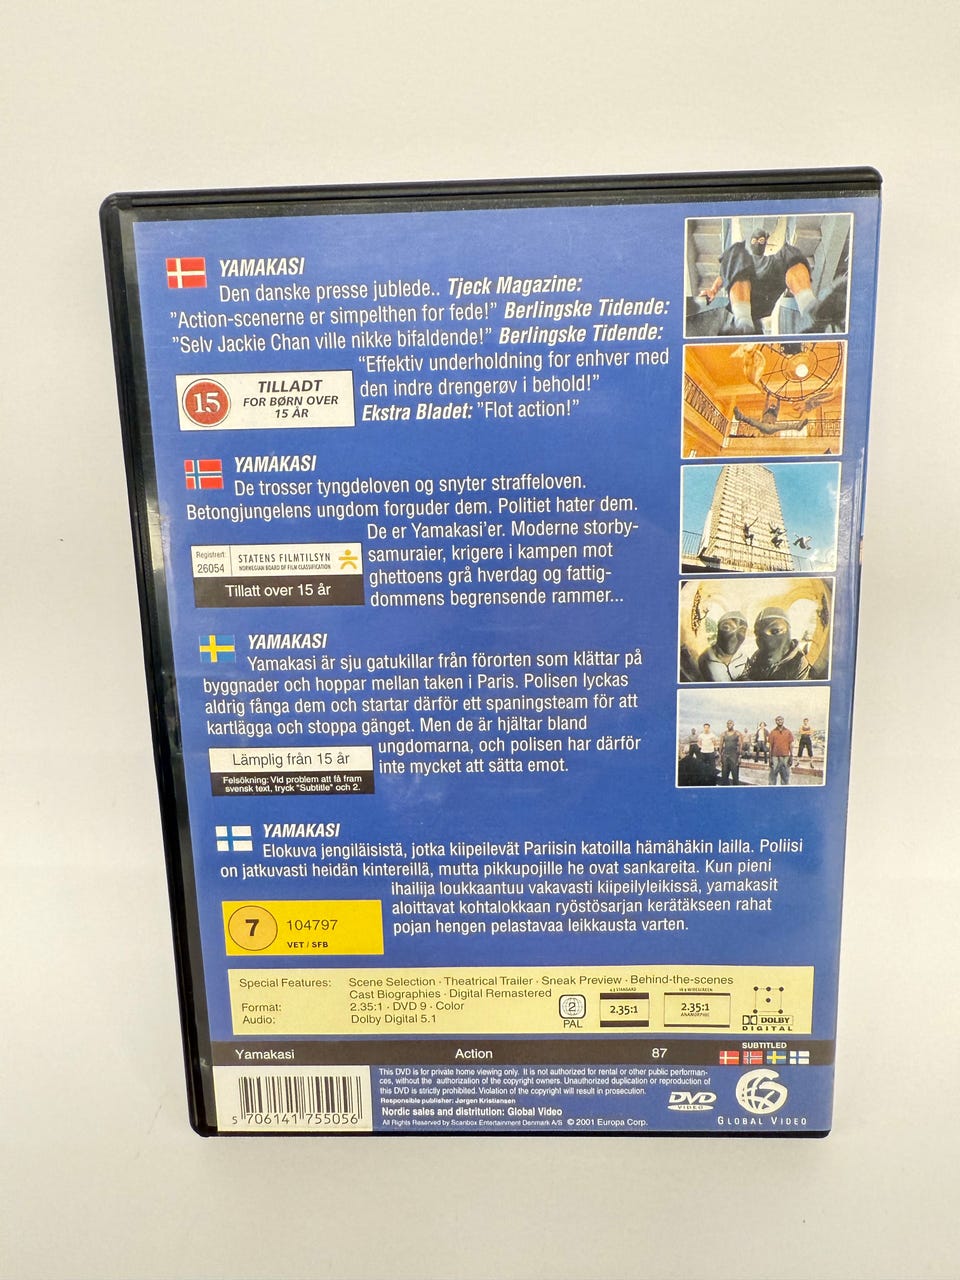 YAMAKASI
Den danske presse jublede.. Tjeck Magazine:
"Action-scenerne er simpelthen for fede!" Berlingske Tidende:
"Selv Jackie Chan ville nikke bifaldende!" Berlingske Tidende:
"Effektiv underholdning for enhver med
den indre drengerøv i behold!"
Ekstra Bladet: "Flot action!"
15
TILLADT
FOR BØRN OVER
15 ÅR
YAMAKASI
De trosser tyngdeloven og snyter straffeloven.
Betongjungelens ungdom forguder dem. Politiet hater dem.
De er Yamakasi'er. Moderne storby-
samuraier, krigere i kampen mot
ghettoens grå hverdag og fattig-
dommens begrensende rammer...
Registrert
26054
STATENS FILMTILSYN
NORWEGIAN BOARD OF FILM CLASSIFICATION
Tillatt over 15 år
YAMAKASI
Yamakasi är sju gatukillar från förorten som klättar på
byggnader och hoppar mellan taken i Paris. Polisen lyckas
aldrig fånga dem och startar därför ett spaningsteam för att
kartlägga och stoppa gänget. Men de är hjältar bland
ungdomarna, och polisen har därför
inte mycket att sätta emot.
Lämplig från 15 år
Felsökning: Vid problem att få fram
svensk text, tryck "Subtitle" och 2.
YAMAKASI
Elokuva jengiläisistä, jotka kiipeilevät Pariisin katoilla hämähäkin lailla. Poliisi
on jatkuvasti heidän kintereillä, mutta pikkupojille he ovat sankareita. Kun pieni
ihailija loukkaantuu vakavasti kiipeilyleikissä, yamakasit
aloittavat kohtalokkaan ryöstösarjan kerätäkseen rahat
pojan hengen pelastavaa leikkausta varten.
7
104797
VET / SFB
Special Features: Scene Selection · Theatrical Trailer · Sneak Preview · Behind-the-scenes
Cast Biographies · Digital Remastered
Format: 2.35:1 · DVD 9 · Color
Audio: Dolby Digital 5.1
2
PAL
4:3 STANDARD
2.35:1
16:9 WIDESCREEN
2.35:1
ANAMORPHIC
DOLBY
DIGITAL
Yamakasi Action 87
SUBTITLED
This DVD is for private home viewing only. It is not authorized for rental or other public performan-
ces, without the authorization of the copyright owners. Unauthorized duplication or reproduction of
this DVD is strictly prohibited. Violation of the copyright will result in prosecution.
Responsible publisher: Jørgen Kristiansen
Nordic sales and distrition: Global Video
All Rights Reserved by Scanbox Entertainment Denmark A/S © 2001 Europa Corp.
5 706141 755056
DVD
VIDEO
GLOBAL VIDEO